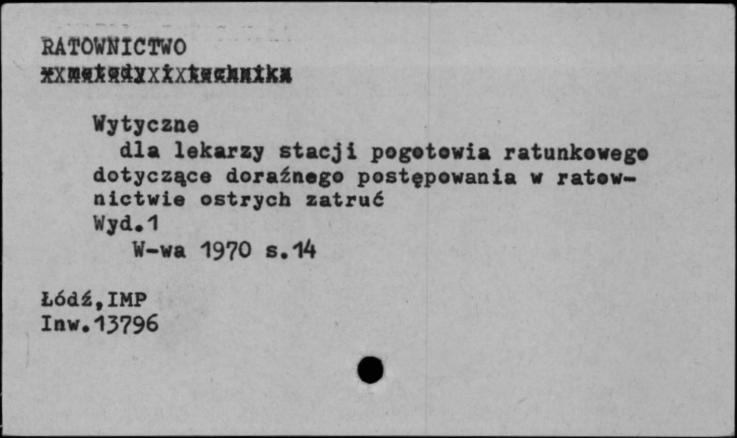 RATOWNICTWO
Wytyczne
dla lekarzy stacji pogotowia ratunkowego
dotyczące doraźnego postępowania w ratow-
nictwie ostrych zatruć
Wyd.1
W-wa 1970 s.14
Łódź,IMP
Inw.13796